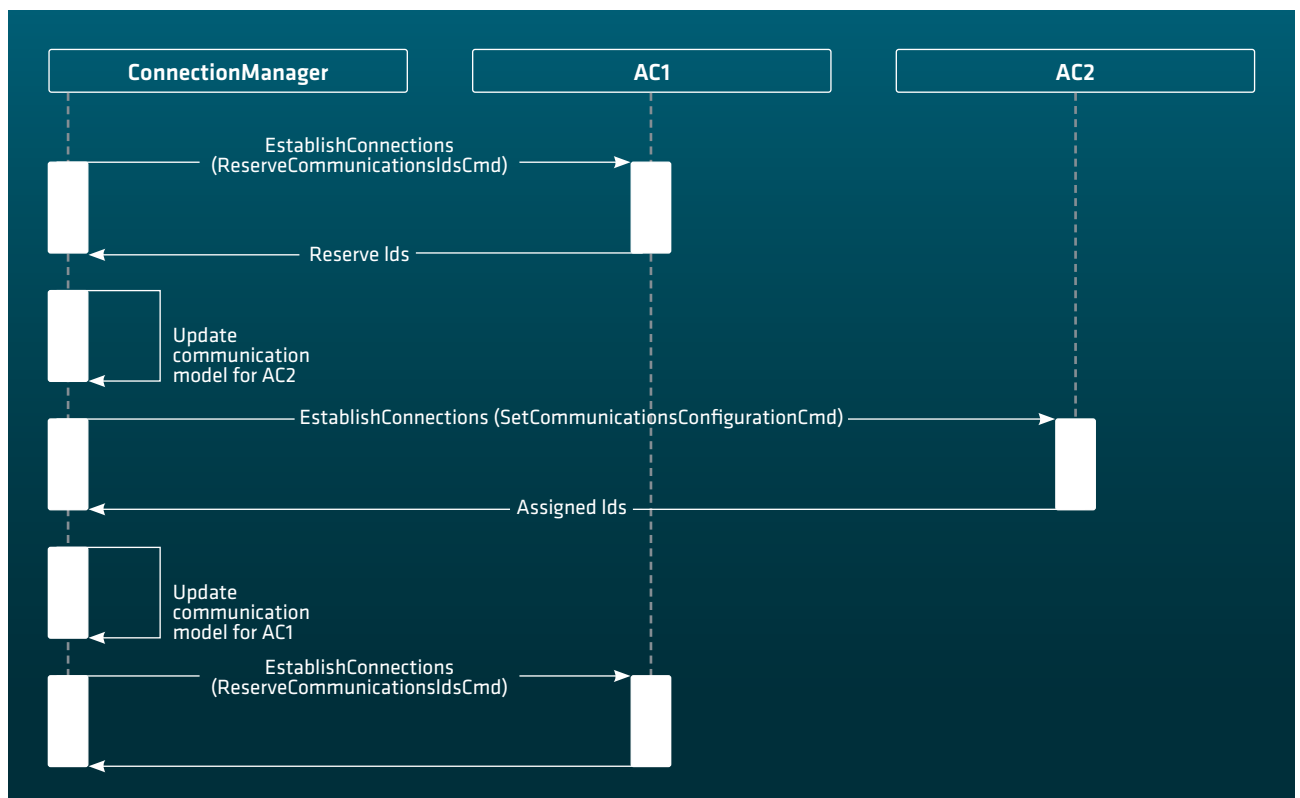 ConnectionManager
AC1
AC2
EstablishConnections
(ReserveCommunicationsIdsCmd)
Reserve Ids
Update
communication
model for AC2
EstablishConnections (SetCommunicationsConfigurationCmd)
Assigned Ids
Update
communication
model for AC1
EstablishConnections
(ReserveCommunicationsIdsCmd)